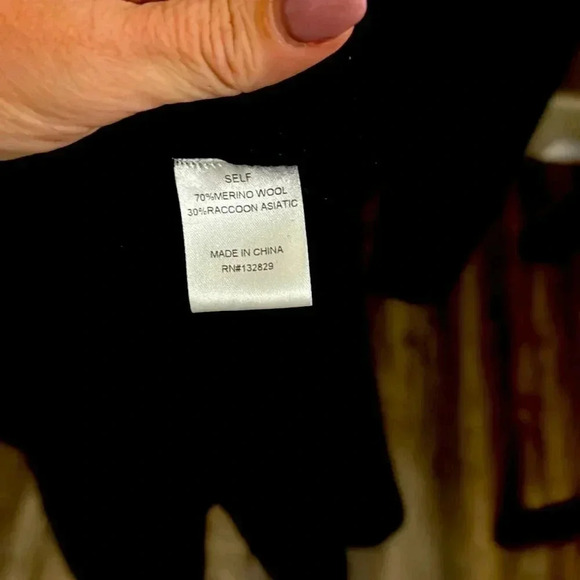 SELF
70%MERINO WOOL
30%RACCOON ASIATIC
MADE IN CHINA
RN#132829